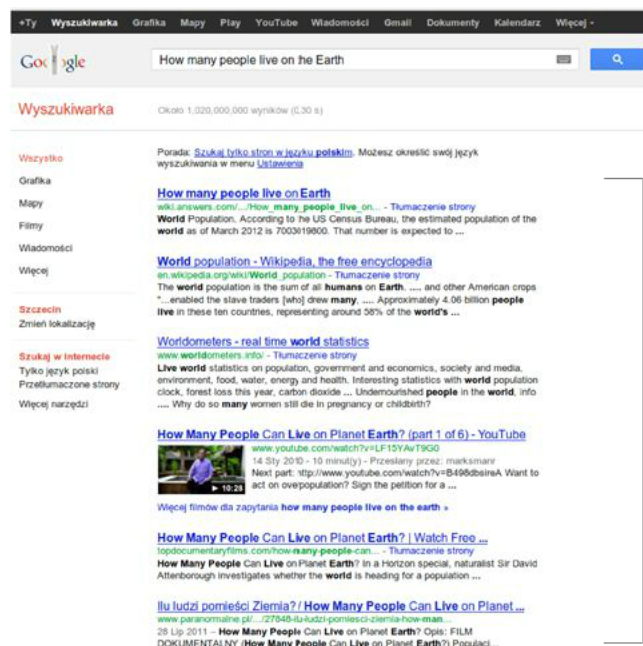 +Ty Wyszukiwarka Grafika Mapy Play YouTube Wiadomości Gmail Dokumenty Kalendarz Więcej
Google
How many people live on he Earth
Wyszukiwarka
Około 1,020,000,000 wyników (0,30 s)
Wszystko
Grafika
Mapy
Filmy
Wiadomości
Więcej
Szczecin
Zmień lokalizację
Szukaj w Internecie
Tylko język polski
Przetłumaczone strony
Więcej narzędzi
Porada: Szukaj tylko stron w języku polskim. Możesz określić swój język
wyszukiwania w menu Ustawienia
How many people live on Earth
wiki.answers.com/.../How_many_people_live_on... - Tłumaczenie strony
World Population. According to he US Census Bureau, the estimated population of the
world as of March 2012 is 7003019800. That number is expected to ...
World population - Wikipedia, the free encyclopedia
en.wikipedia.org/wiki/World_population - Tłumaczenie strony
The world population is the sum of all humans on Earth. .... and other American crops
"...enabled the slave traders [who] drew many, .... Approximately 4.06 billion people
live in these ten countries, representing around 58% of the world's ...
Worldometers - real time world statistics
www.worldometers.info/ - Tłumaczenie strony
Live world statistics on population, government and economics, society and media,
environment, food, water, energy and health. Interesting statistics with world population
clock, forest loss this year, carbon dioxide ... Undernourished people in the world, info
.... Why do so many women still die in pregnancy or childbirth?
How Many People Can Live on Planet Earth? (part 1 of 6) - YouTube
www.youtube.com/watch?v=LF15YAvT9G0
14 Sty 2010 - 10 minut(y) - Przesłany przez: marksmanr
Next part: http://www.youtube.com/watch?v=B498dbsireA Want to
act on overpopulation? Sign the petition for a ...
10:28
Więcej filmów dla zapytania how many people live on the earth »
How Many People Can Live on Planet Earth? | Watch Free ...
topdocumentaryfilms.com/how-many-people-can... - Tłumaczenie strony
How Many People Can Live on Planet Earth? In a Horizon special, naturalist Sir David
Attenborough investigates whether the world is heading for a population ...
Ilu ludzi pomieści Ziemia? / How Many People Can Live on Planet ...
www.paranormalne.pl/.../27848-ilu-ludzi-pomiesci-ziemia-how-man...
28 Lip 2011 – How Many People Can Live on Planet Earth? Opis: FILM
DOKUMENTALNY (How Many People Can Live on Planet Earth?) Populacj...